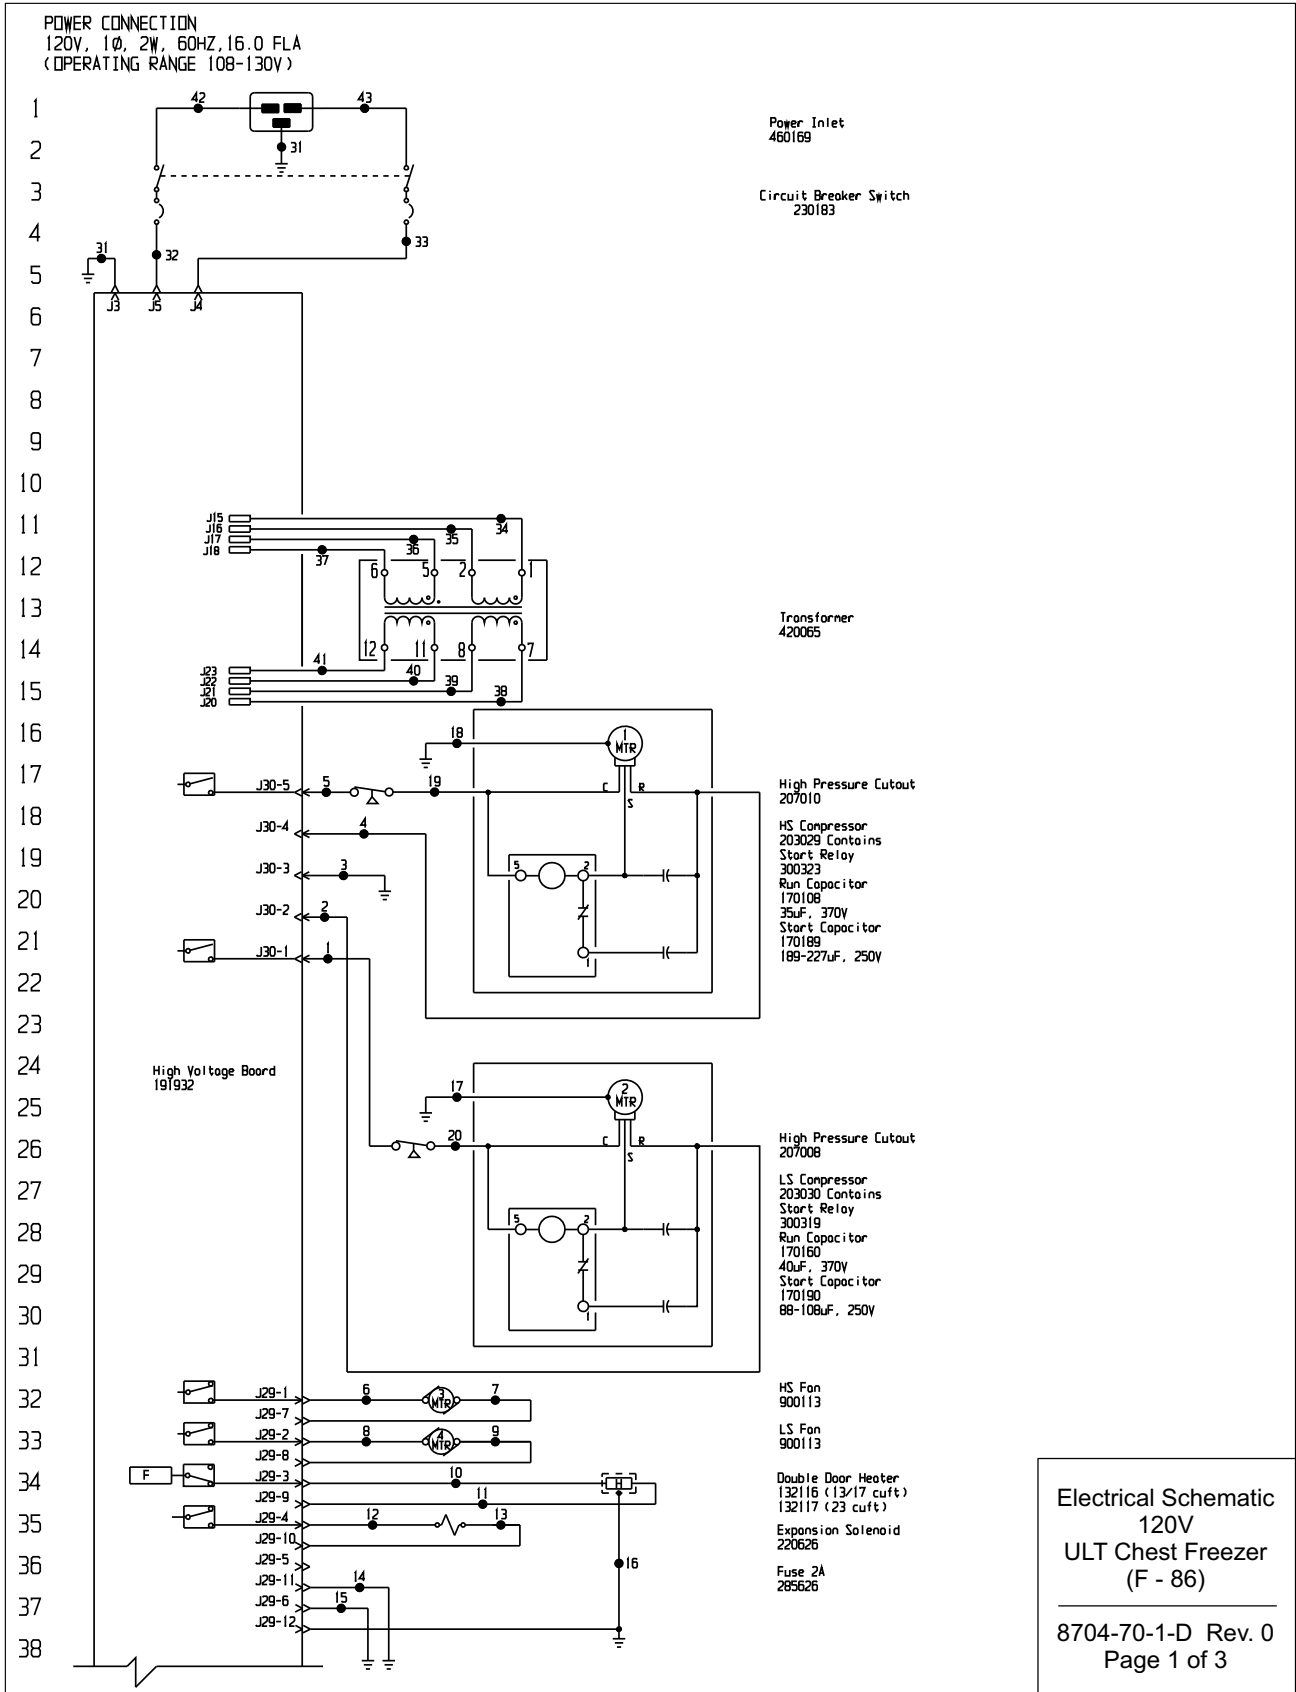 POWER CONNECTION
120V, 1Ø, 2W, 60HZ,16.0 FLA
(OPERATING RANGE 108-130V)
1
42
43
Power Inlet
460169
2
31
3
Circuit Breaker Switch
230183
4
33
31
32
5
J3
J5
J4
6
7
8
9
10
J15
34
11
J16
35
J17
36
J18
37
12
6
5
2
1
13
Transformer
420065
14
12
11
8
7
J23
41
J22
40
15
J21
39
J20
38
16
18
1
MTR
17
J30-5
5
19
C
R
S
High Pressure Cutout
207010
18
J30-4
4
HS Compressor
203029 Contains
19
J30-3
3
5
2
Start Relay
300323
20
J30-2
2
Run Capacitor
170108
35uF, 370V
21
J30-1
1
1
Start Capacitor
170189
189-227uF, 250V
22
23
24
High Voltage Board
191932
17
2
MTR
25
26
20
C
R
S
High Pressure Cutout
207008
27
LS Compressor
203030 Contains
28
5
2
Start Relay
300319
Run Capacitor
170160
29
40uF, 370V
Start Capacitor
170190
30
1
88-108uF, 250V
31
32
J29-1
6
3
MTR
7
HS Fan
900113
J29-7
33
J29-2
8
4
MTR
9
LS Fan
900113
J29-8
34
F
J29-3
10
H
Double Door Heater
132116 (13/17 cuft)
132117 (23 cuft)
J29-9
11
35
J29-4
12
13
Expansion Solenoid
220626
J29-10
36
J29-5
16
Fuse 2A
285626
J29-11
14
37
J29-6
15
J29-12
38
Electrical Schematic
120V
ULT Chest Freezer
(F - 86)
8704-70-1-D Rev. 0
Page 1 of 3